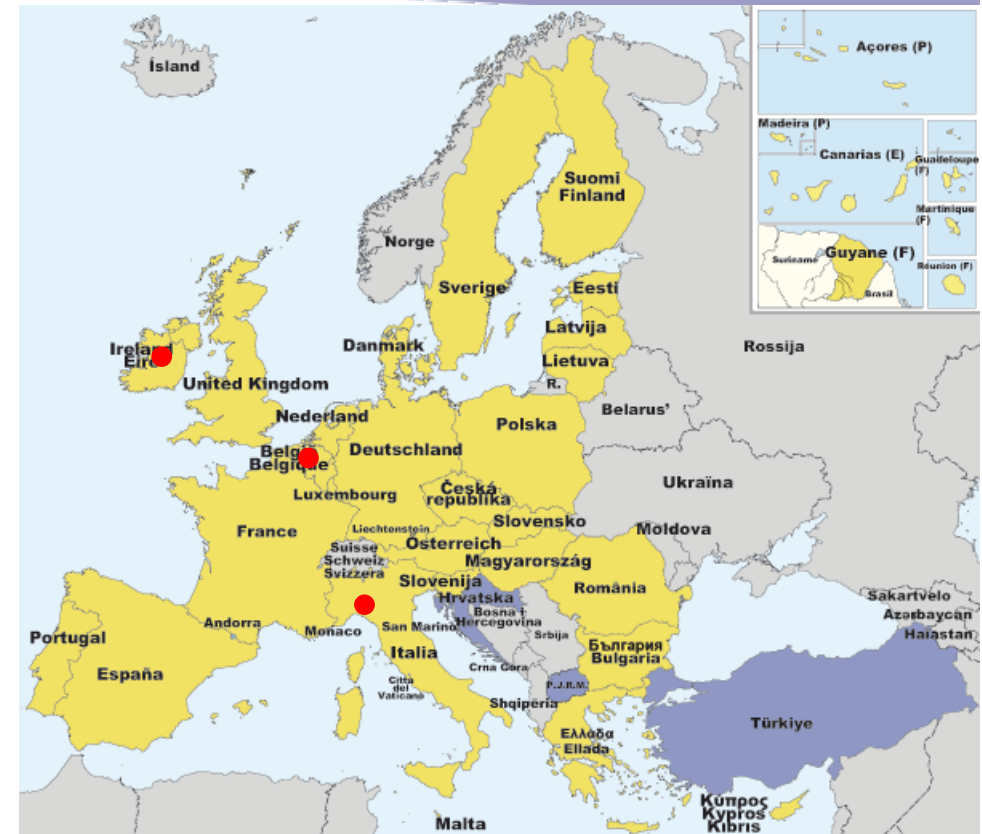 Ísland
Norge
Suomi
Finland
Sverige
Eesti
Latvija
Lietuva
R.
Danmark
Ireland
Éire
United Kingdom
Nederland
België
Belgique
Luxembourg
Deutschland
Polska
Belarus’
Rossija
Ukraïna
Moldova
Česká
republika
Slovensko
Liechtenstein
Österreich
Magyarország
France
Suisse
Schweiz
Svizzera
Slovenija
Hrvatska
Bosna i
Hercegovina
România
Srbija
Crna Gora
България
Bulgaria
P.J.R.M.
Shqipëria
Ελλάδα
Ellada
Andorra
Monaco
San Marino
Italia
Città
del
Vaticano
Portugal
España
Malta
Türkiye
Κύπρος
Kypros
Kıbrıs
Sakartvelo
Azərbaycan
Haïastan
Açores (P)
Madeira (P)
Canarias (E)
Guadeloupe
(F)
Martinique
(F)
Guyane (F)
Suriname
Brasil
Réunion (F)